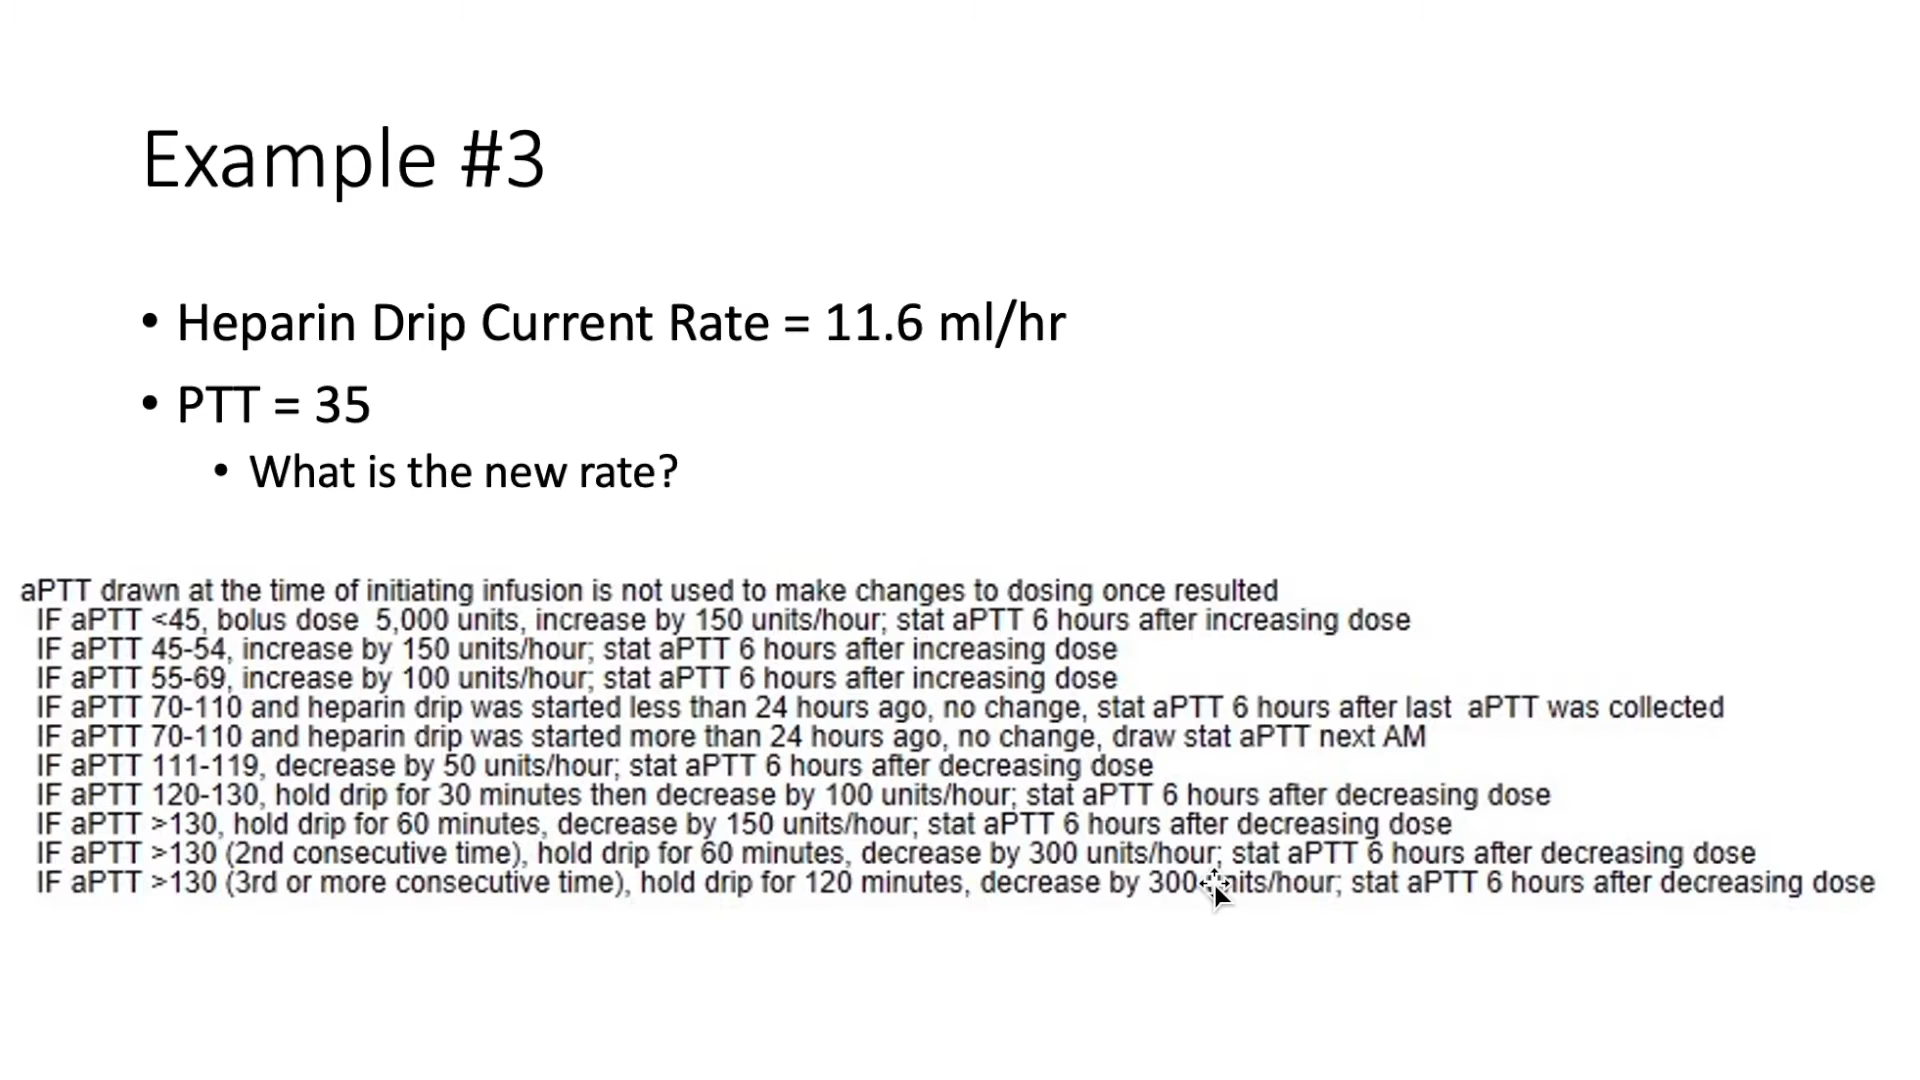 Example #3
• Heparin Drip Current Rate = 11.6 ml/hr
• PTT = 35
• What is the new rate?
aPTT drawn at the time of initiating infusion is not used to make changes to dosing once resulted
IF aPTT <45, bolus dose  5,000 units, increase by 150 units/hour; stat aPTT 6 hours after increasing dose
IF aPTT 45-54, increase by 150 units/hour; stat aPTT 6 hours after increasing dose
IF aPTT 55-69, increase by 100 units/hour; stat aPTT 6 hours after increasing dose
IF aPTT 70-110 and heparin drip was started less than 24 hours ago, no change, stat aPTT 6 hours after last  aPTT was collected
IF aPTT 70-110 and heparin drip was started more than 24 hours ago, no change, draw stat aPTT next AM
IF aPTT 111-119, decrease by 50 units/hour; stat aPTT 6 hours after decreasing dose
IF aPTT 120-130, hold drip for 30 minutes then decrease by 100 units/hour; stat aPTT 6 hours after decreasing dose
IF aPTT >130, hold drip for 60 minutes, decrease by 150 units/hour; stat aPTT 6 hours after decreasing dose
IF aPTT >130 (2nd consecutive time), hold drip for 60 minutes, decrease by 300 units/hour; stat aPTT 6 hours after decreasing dose
IF aPTT >130 (3rd or more consecutive time), hold drip for 120 minutes, decrease by 300 units/hour; stat aPTT 6 hours after decreasing dose